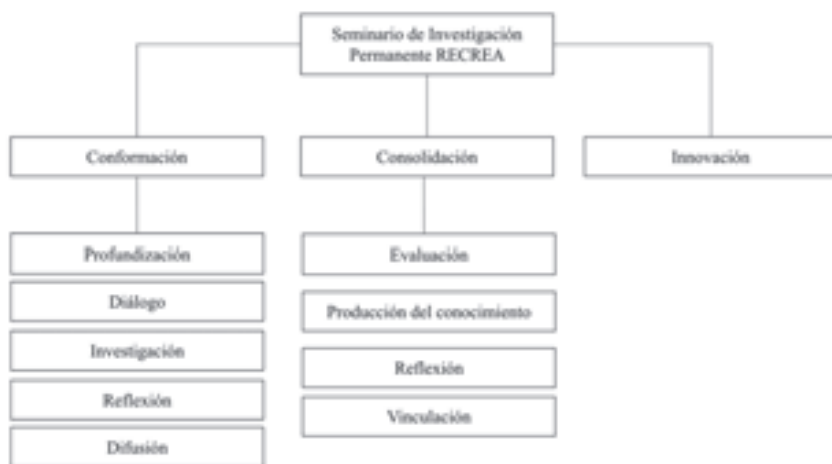 Seminario de Investigación
Permanente RECREA
Conformación
Consolidación
Innovación
Profundización
Diálogo
Investigación
Reflexión
Difusión
Evaluación
Producción del conocimiento
Reflexión
Vinculación